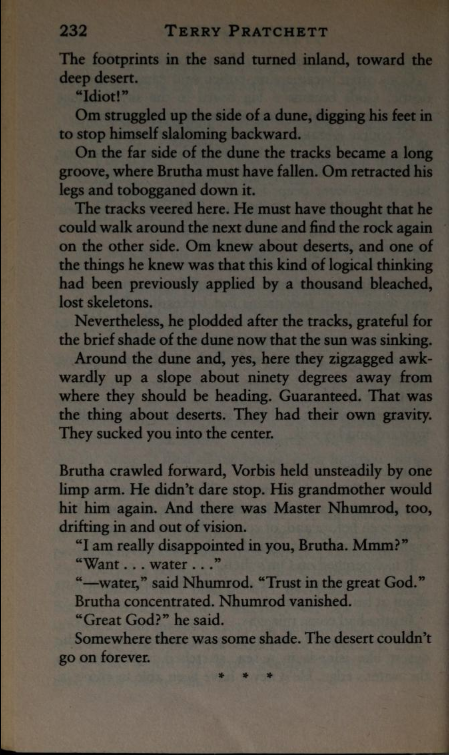 232 TERRY PRATCHETT
The footprints in the sand turned inland, toward the
deep desert.
“Idiot!”
Om struggled up the side of a dune, digging his feet in
to stop himself slaloming backward.
On the far side of the dune the tracks became a long
groove, where Brutha must have fallen. Om retracted his
legs and tobogganed down it.
The tracks veered here. He must have thought that he
could walk around the next dune and find the rock again
on the other side. Om knew about deserts, and one of
the things he knew was that this kind of logical thinking
had been previously applied by a thousand bleached,
lost skeletons.
Nevertheless, he plodded after the tracks, grateful for
the brief shade of the dune now that the sun was sinking.
Around the dune and, yes, here they zigzagged awk-
wardly up a slope about ninety degrees away from
where they should be heading. Guaranteed. That was
the thing about deserts. They had their own gravity.
They sucked you into the center.
Brutha crawled forward, Vorbis held unsteadily by one
limp arm. He didn’t dare stop. His grandmother would
hit him again. And there was Master Nhumrod, too,
drifting in and out of vision.
“I am really disappointed in you, Brutha. Mmm?”
“Want . . . water . . .”
“—water,” said Nhumrod. “Trust in the great God.”
Brutha concentrated. Nhumrod vanished.
“Great God?” he said.
Somewhere there was some shade. The desert couldn’t
go on forever.
* * *